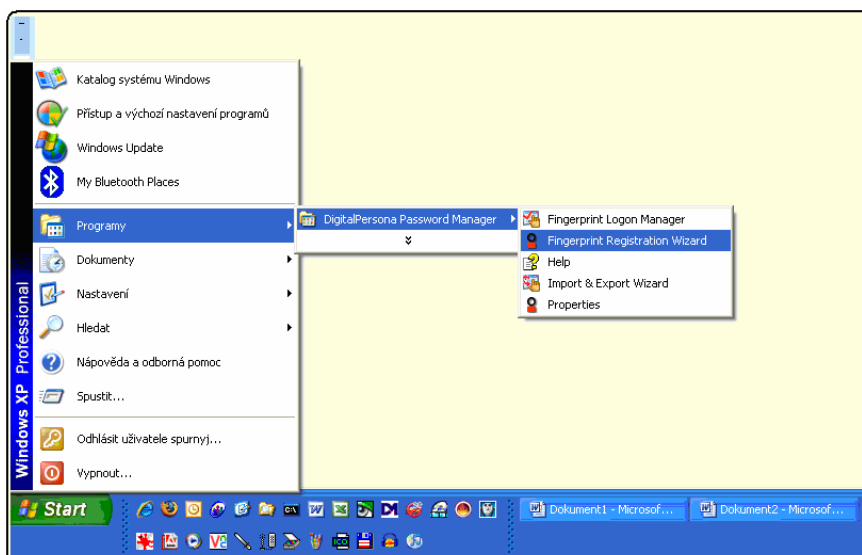 Katalog systému Windows
Přístup a výchozí nastavení programů
Windows Update
My Bluetooth Places
Programy
DigitalPersona Password Manager
Fingerprint Logon Manager
Fingerprint Registration Wizard
Help
Import & Export Wizard
Properties
Dokumenty
Nastavení
Hledat
Nápověda a odborná pomoc
Spustit...
Odhlásit uživatele spurnyj...
Vypnout...
Windows XP Professional
Start
Dokument1 - Microsof...
Dokument2 - Microsof...